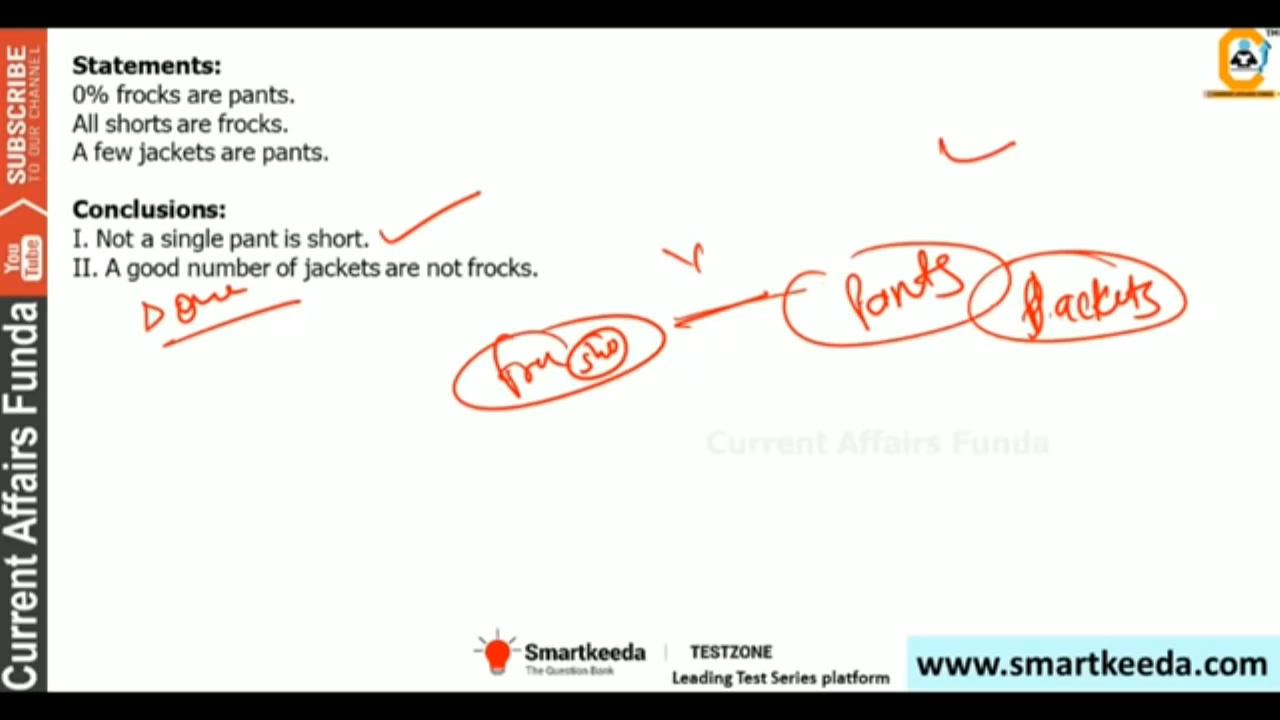 SUBSCRIBE
TO OUR CHANNEL
You Tube
Current Affairs Funda
Statements:
0% frocks are pants.
All shorts are frocks.
A few jackets are pants.
Conclusions:
I. Not a single pant is short.
II. A good number of jackets are not frocks.
Done
Pants
Jackets
Fro
sho
Current Affairs Funda
Smartkeeda
The Question Bank
TESTZONE
Leading Test Series platform
www.smartkeeda.com